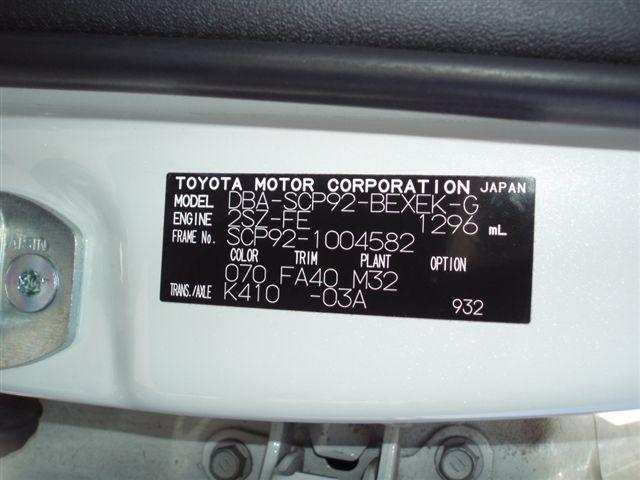 TOYOTA MOTOR CORPORATION JAPAN
MODEL DBA-SCP92-BEXEK-G
ENGINE 2SZ-FE 1296 mL
FRAME No. SCP92-1004582
COLOR TRIM PLANT OPTION
070 FA40 M32
TRANS./AXLE K410 -03A 932